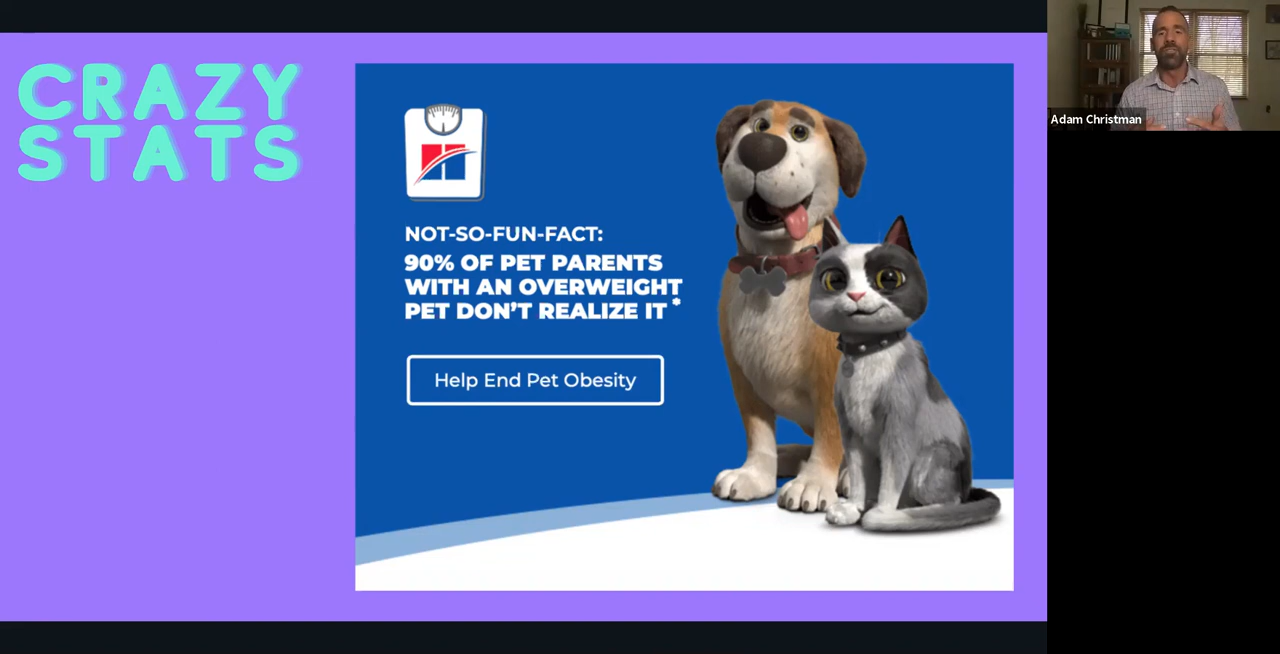 CRAZY
STATS
NOT-SO-FUN-FACT:
90% OF PET PARENTS
WITH AN OVERWEIGHT
PET DON'T REALIZE IT*
Help End Pet Obesity
Adam Christman